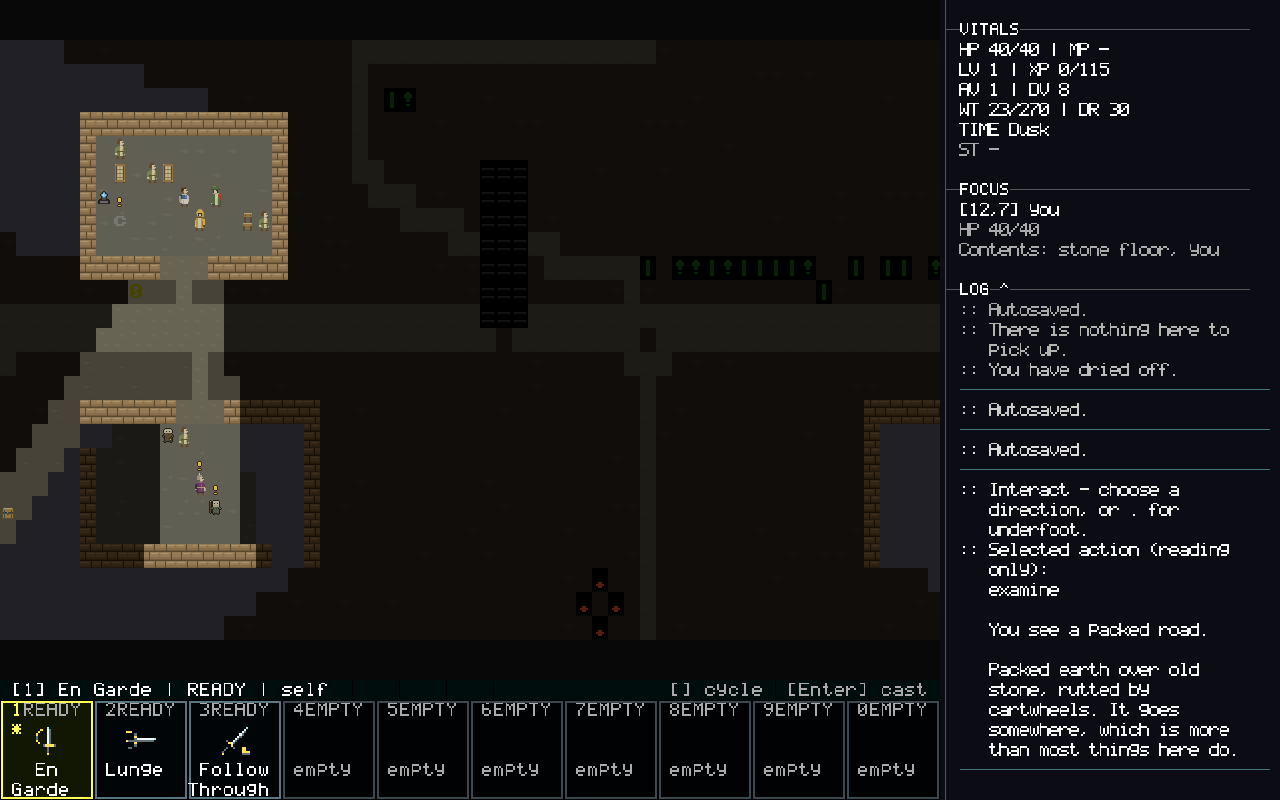 VITALS
HP 40/40 | MP -
LV 1 | XP 0/115
AV 1 | DV 8
WT 23/270 | DR 30
TIME Dusk
ST -
FOCUS
[12,7] You
HP 40/40
Contents: stone floor, you
LOG ^
:: Autosaved.
:: There is nothing here to
pick up.
:: You have dried off.
:: Autosaved.
:: Autosaved.
:: Interact - choose a
direction, or . for
underfoot.
:: Selected action (reading
only):
examine
You see a packed road.
Packed earth over old
stone, rutted by
cartwheels. It goes
somewhere, which is more
than most things here do.
[1] En Garde | READY | self
[] cycle [Enter] cast
1READY 2READY 3READY 4EMPTY 5EMPTY 6EMPTY 7EMPTY 8EMPTY 9EMPTY 0EMPTY
*
En Lunge Follow empty empty empty empty empty empty empty
Garde Through